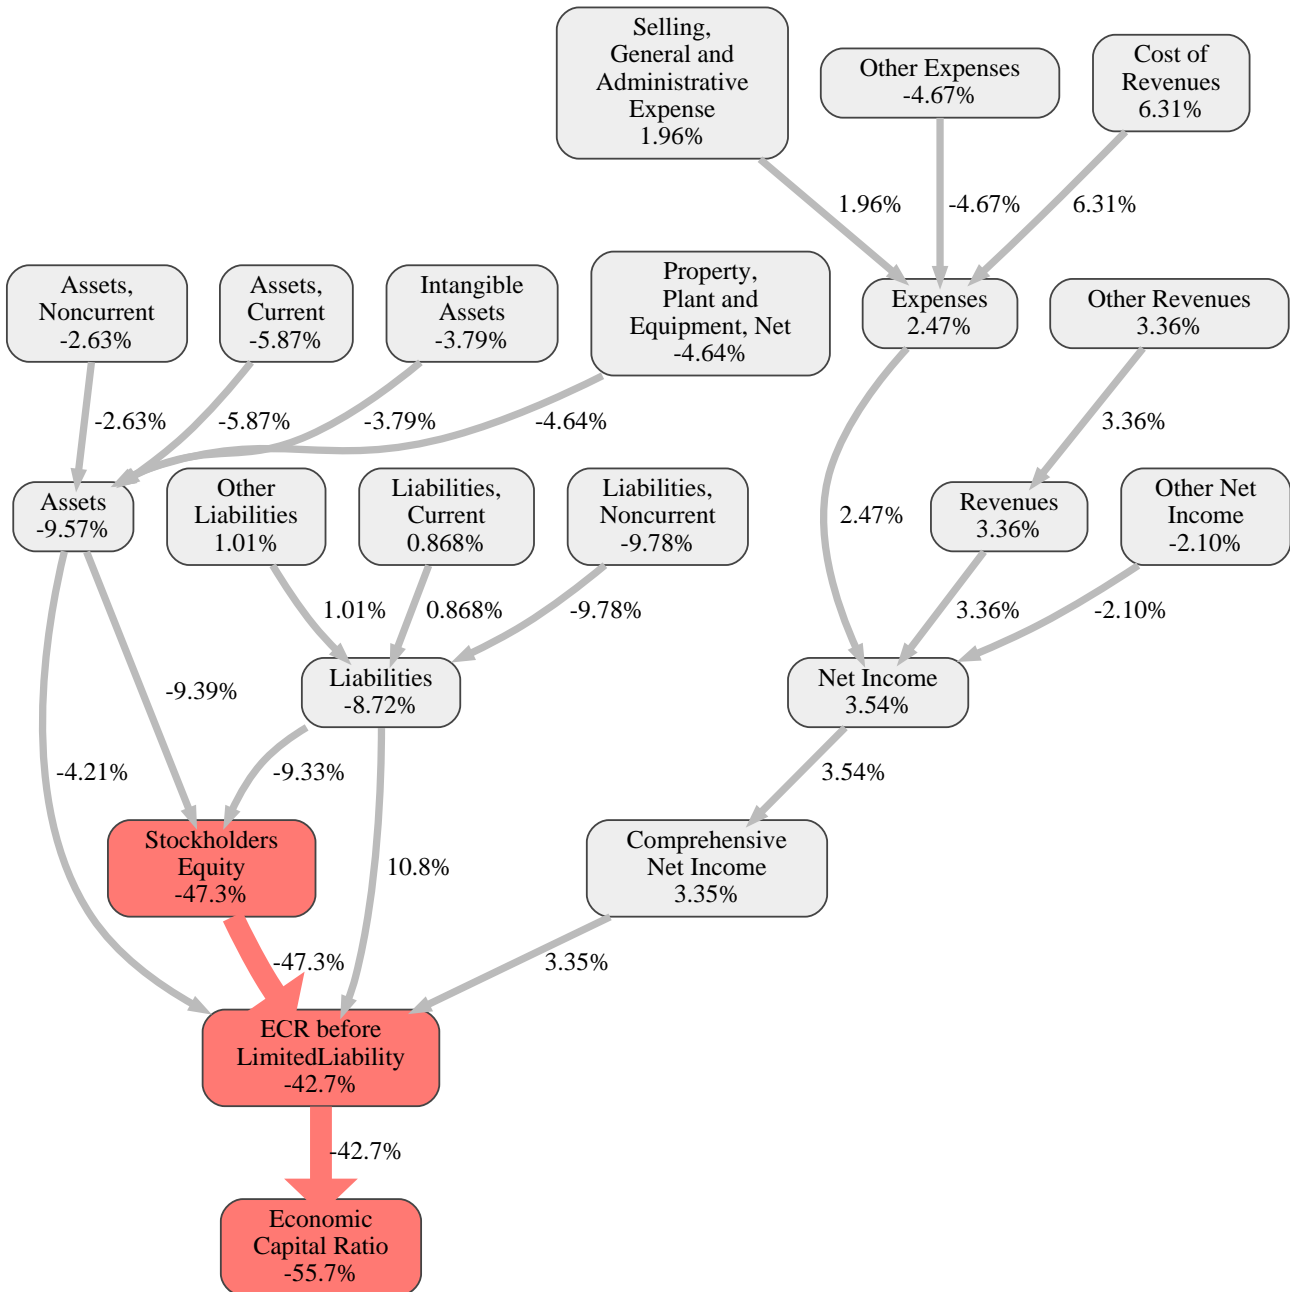 Selling,
General and
Administrative
Expense
1.96%
Other Expenses
-4.67%
Cost of
Revenues
6.31%
1.96%
-4.67%
6.31%
Assets,
Noncurrent
-2.63%
Assets,
Current
-5.87%
Intangible
Assets
-3.79%
Property,
Plant and
Equipment, Net
-4.64%
Expenses
2.47%
Other Revenues
3.36%
-2.63%
-5.87%
-3.79%
-4.64%
3.36%
Assets
-9.57%
Other
Liabilities
1.01%
Liabilities,
Current
0.868%
Liabilities,
Noncurrent
-9.78%
2.47%
Revenues
3.36%
Other Net
Income
-2.10%
1.01%
0.868%
-9.78%
3.36%
-2.10%
-9.39%
Liabilities
-8.72%
Net Income
3.54%
-4.21%
-9.33%
3.54%
Stockholders
Equity
-47.3%
10.8%
Comprehensive
Net Income
3.35%
-47.3%
3.35%
ECR before
LimitedLiability
-42.7%
-42.7%
Economic
Capital Ratio
-55.7%